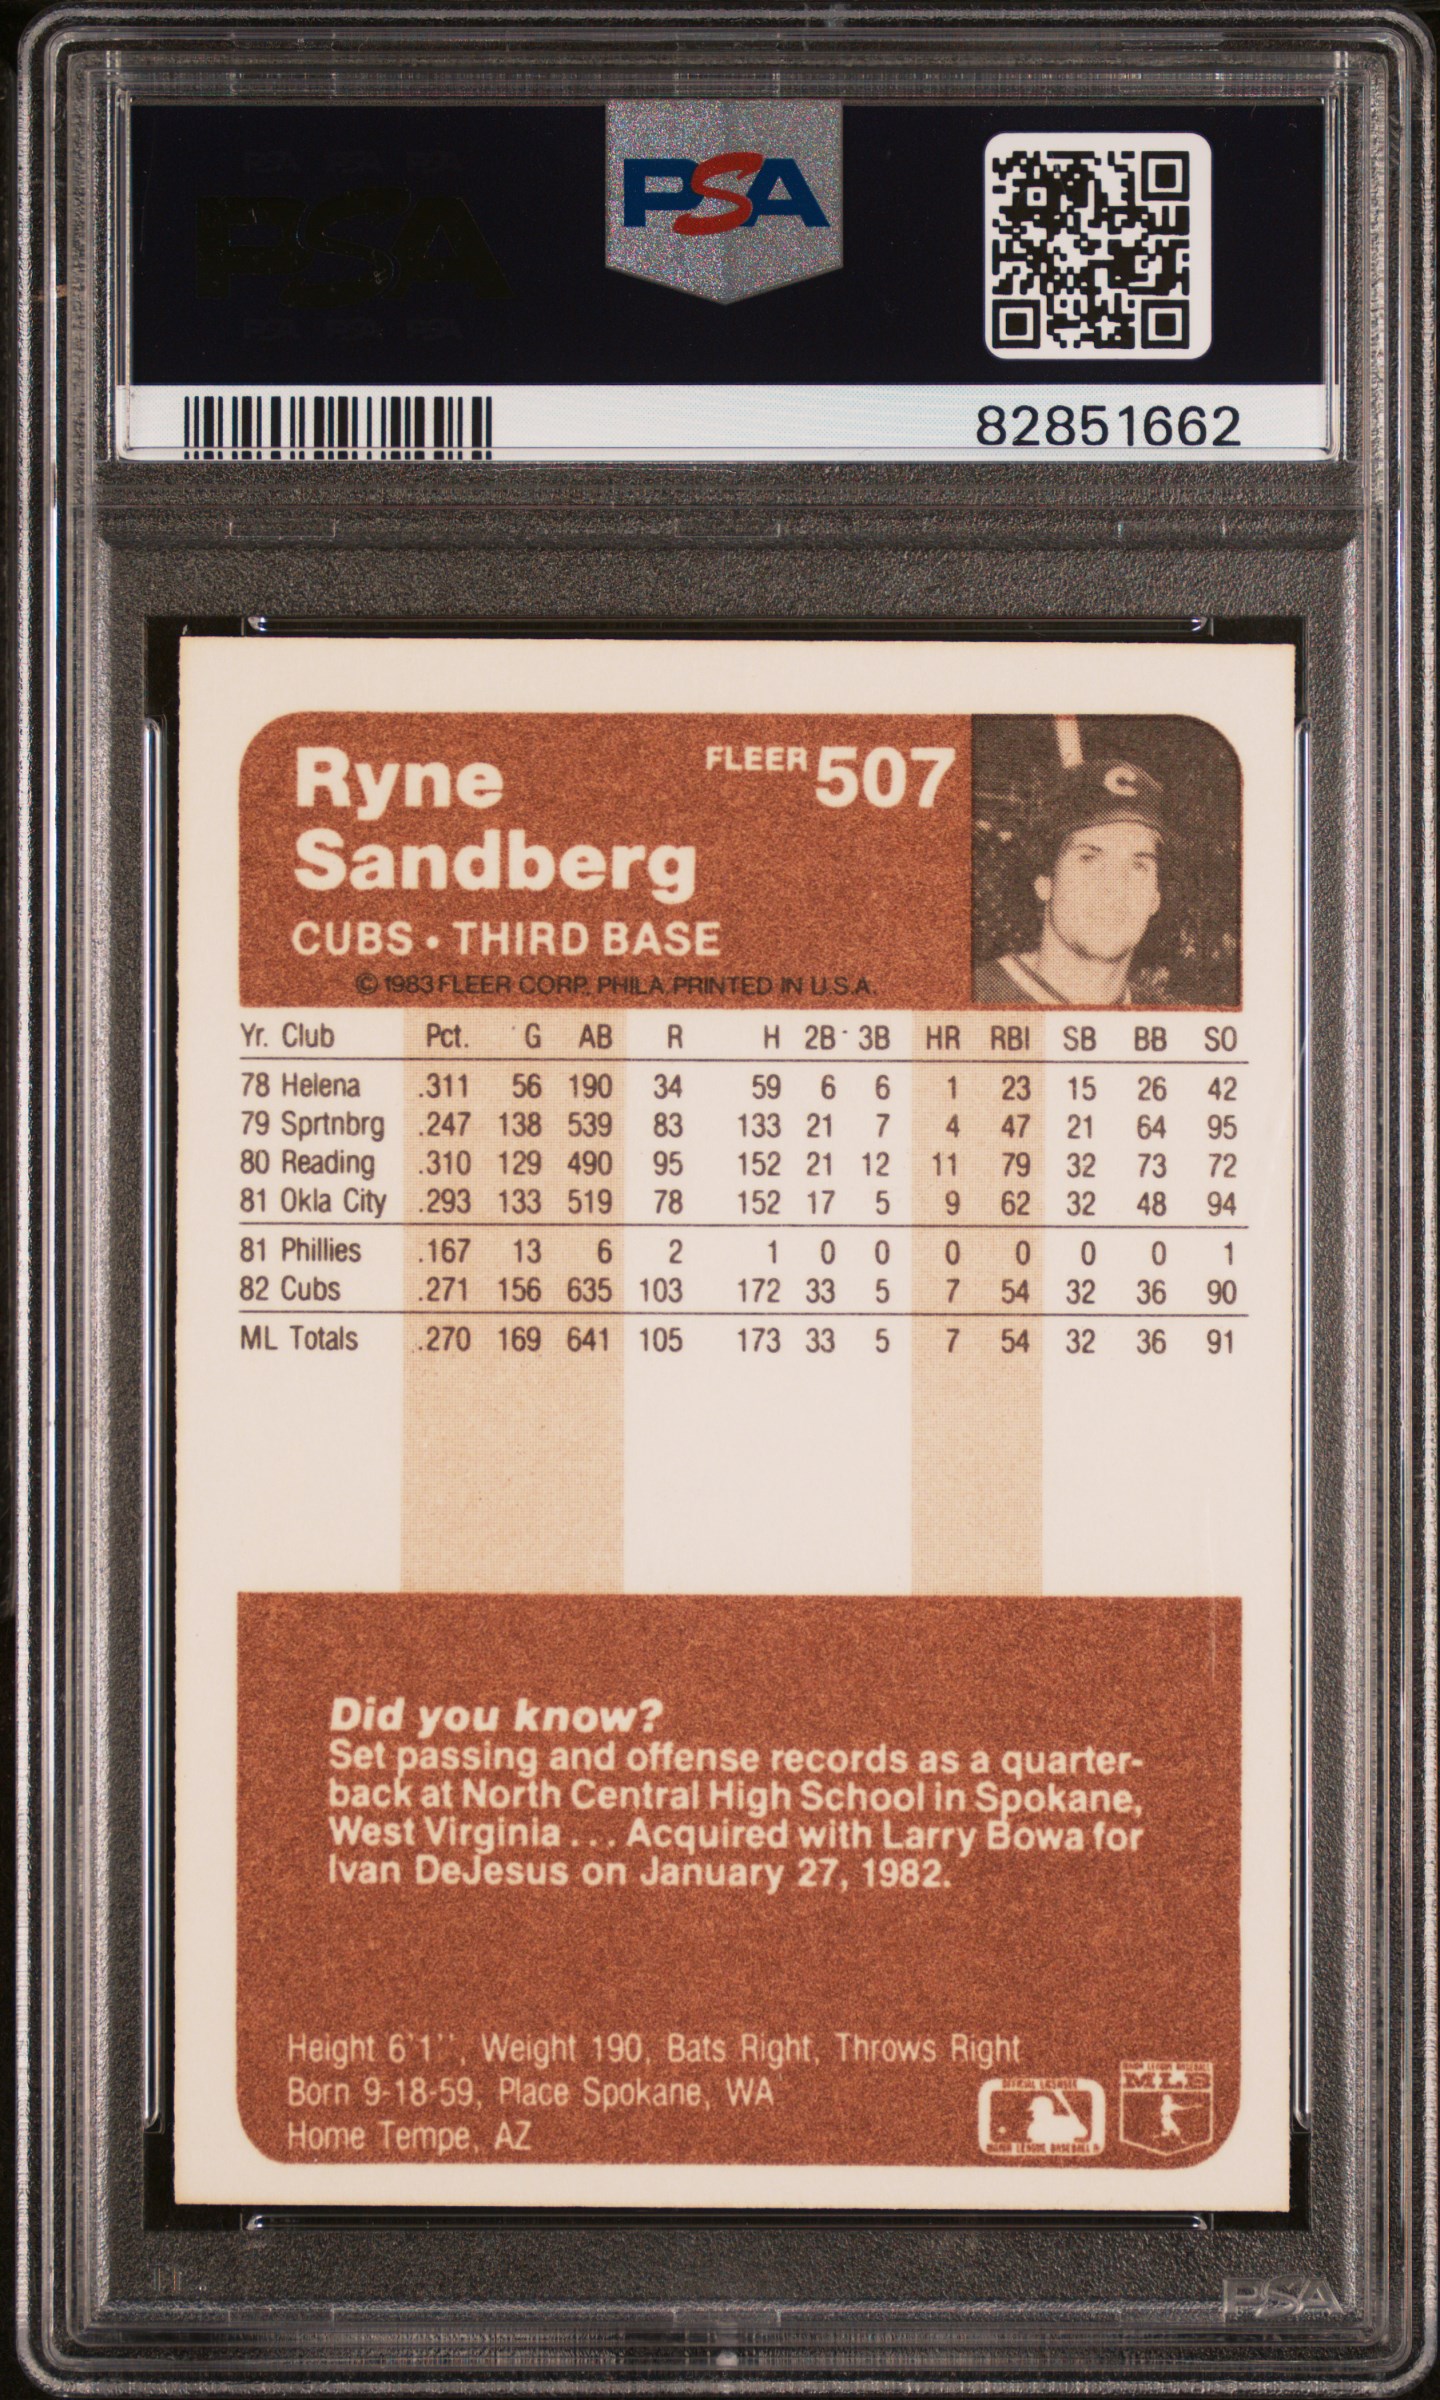 PSA
82851662
Ryne
Sandberg
FLEER 507
CUBS • THIRD BASE
© 1983 FLEER CORP. PHILA. PRINTED IN U.S.A.
Yr. Club Pct. G AB R H 2B 3B HR RBI SB BB SO
78 Helena .311 56 190 34 59 6 6 1 23 15 26 42
79 Sprtnbrg .247 138 539 83 133 21 7 4 47 21 64 95
80 Reading .310 129 490 95 152 21 12 11 79 32 73 72
81 Okla City .293 133 519 78 152 17 5 9 62 32 48 94
81 Phillies .167 13 6 2 1 0 0 0 0 0 0 1
82 Cubs .271 156 635 103 172 33 5 7 54 32 36 90
ML Totals .270 169 641 105 173 33 5 7 54 32 36 91
Did you know?
Set passing and offense records as a quarter-
back at North Central High School in Spokane,
West Virginia . . . Acquired with Larry Bowa for
Ivan DeJesus on January 27, 1982.
Height 6'1'', Weight 190, Bats Right, Throws Right
Born 9-18-59, Place Spokane, WA
Home Tempe, AZ
MLB
PSA